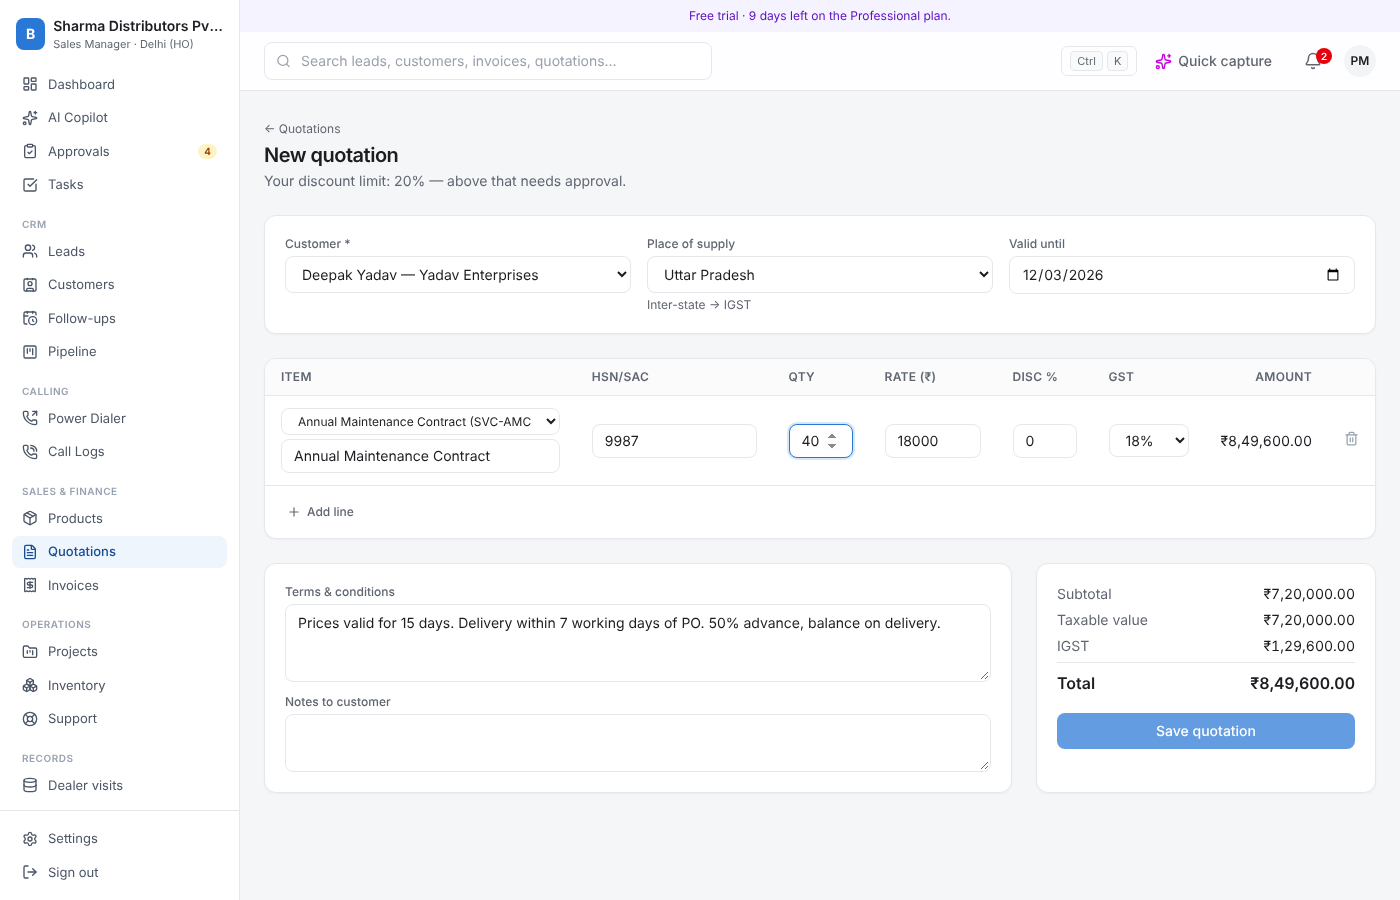 Free trial · 9 days left on the Professional plan.
B
Sharma Distributors Pv...
Sales Manager · Delhi (HO)
Search leads, customers, invoices, quotations...
Ctrl K
Quick capture
2
PM
Dashboard
AI Copilot
Approvals 4
Tasks
CRM
Leads
Customers
Follow-ups
Pipeline
CALLING
Power Dialer
Call Logs
SALES & FINANCE
Products
Quotations
Invoices
OPERATIONS
Projects
Inventory
Support
RECORDS
Dealer visits
Settings
Sign out
← Quotations
New quotation
Your discount limit: 20% — above that needs approval.
Customer * Place of supply Valid until
Deepak Yadav — Yadav Enterprises Uttar Pradesh 12/03/2026
Inter-state → IGST
ITEM HSN/SAC QTY RATE (₹) DISC % GST AMOUNT
Annual Maintenance Contract (SVC-AMC
Annual Maintenance Contract 9987 40 18000 0 18% ₹8,49,600.00
+ Add line
Terms & conditions
Prices valid for 15 days. Delivery within 7 working days of PO. 50% advance, balance on delivery.
Notes to customer
Subtotal ₹7,20,000.00
Taxable value ₹7,20,000.00
IGST ₹1,29,600.00
Total ₹8,49,600.00
Save quotation